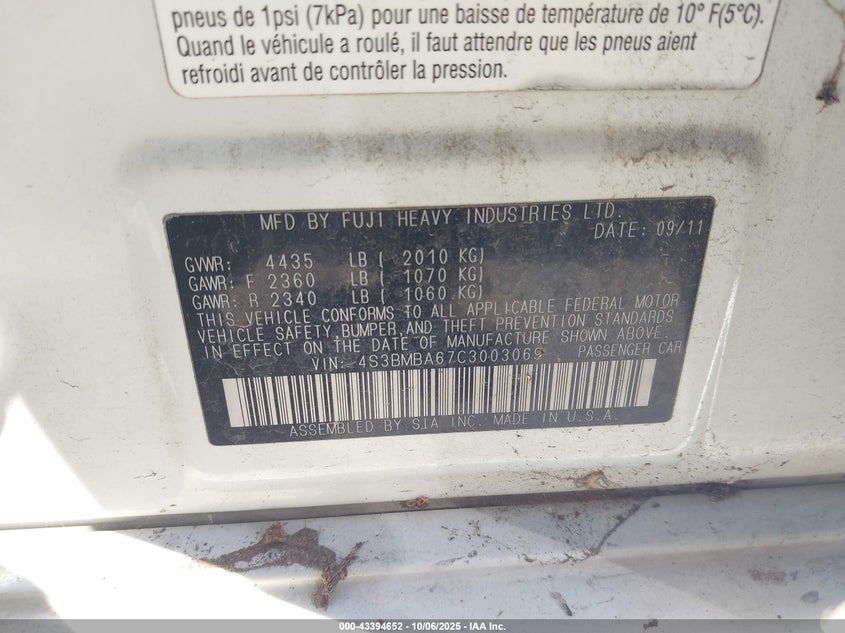 pneus de 1psi (7kPa) pour une baisse de température de 10° F(5°C).
Quand le véhicule a roulé, il faut attendre que les pneus aient
refroidi avant de contrôler la pression.
MFD BY FUJI HEAVY INDUSTRIES LTD.
DATE: 09/11
GVWR: 4435 LB ( 2010 KG)
GAWR: F 2360 LB ( 1070 KG)
GAWR: R 2340 LB ( 1060 KG)
THIS VEHICLE CONFORMS TO ALL APPLICABLE FEDERAL MOTOR
VEHICLE SAFETY, BUMPER, AND THEFT PREVENTION STANDARDS
IN EFFECT ON THE DATE OF MANUFACTURE SHOWN ABOVE.
VIN: 4S3BMBA67C3003069 PASSENGER CAR
ASSEMBLED BY S.I.A. INC. MADE IN U.S.A.
000-43394652 - 10/06/2025 - IAA Inc.